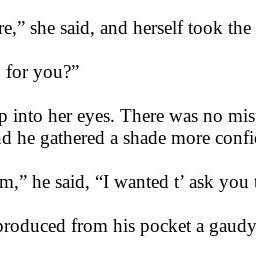 re,” she said, and herself took the
for you?”
p into her eyes. There was no mis
d he gathered a shade more confi
m,” he said, “I wanted t’ ask you
produced from his pocket a gaudy